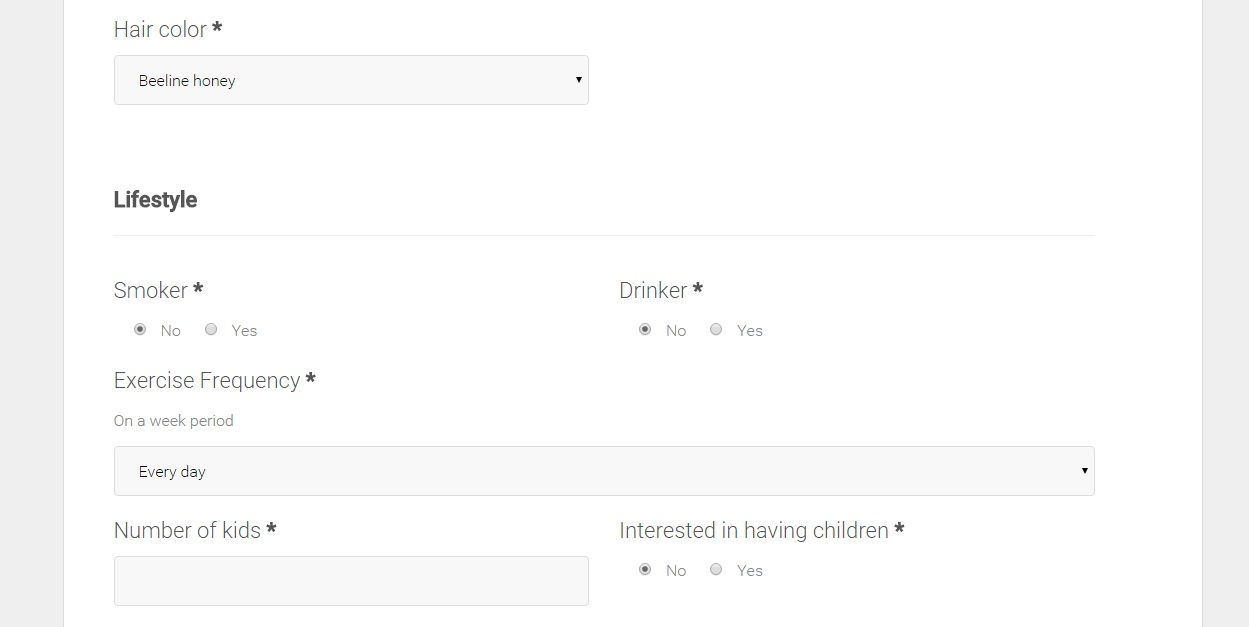 Hair color *
Beeline honey
Lifestyle
Smoker *
Drinker *
No Yes
No Yes
Exercise Frequency *
On a week period
Every day
Number of kids *
Interested in having children *
No Yes